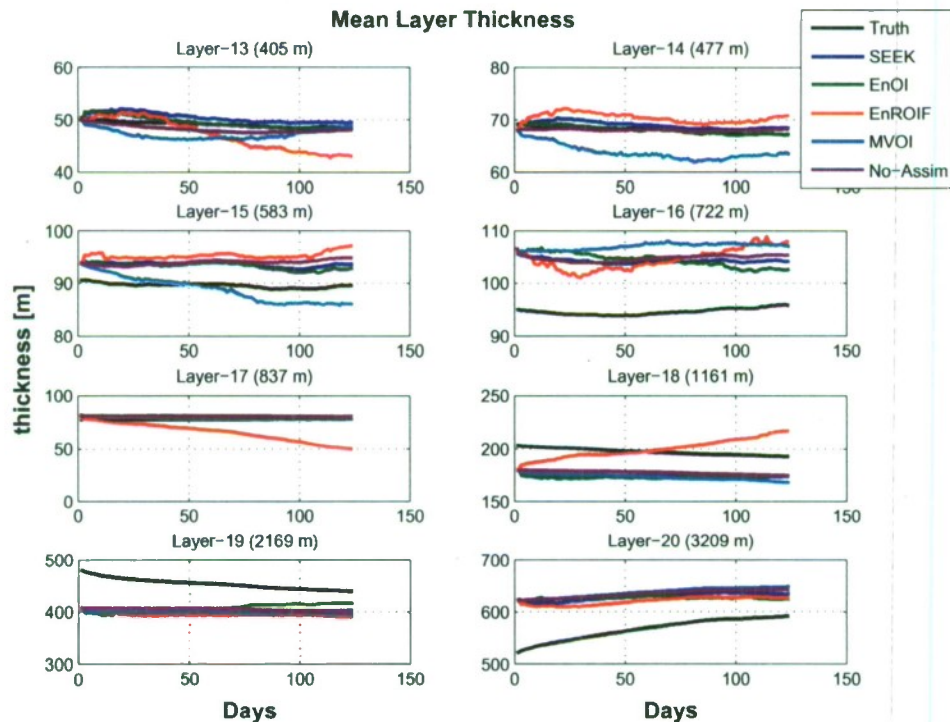 Mean Layer Thickness
Truth
SEEK
EnOI
EnROIF
MVOI
No-Assim
Layer-13 (405 m)
60
50
40
0 50 100 150
Layer-14 (477 m)
80
70
60
0 50 100 150
Layer-15 (583 m)
100
90
80
0 50 100 150
Layer-16 (722 m)
110
100
90
0 50 100 150
Layer-17 (837 m)
100
50
0
0 50 100 150
Layer-18 (1161 m)
250
200
150
0 50 100 150
Layer-19 (2169 m)
500
400
300
0 50 100 150
Layer-20 (3209 m)
700
600
500
0 50 100 150
thickness [m]
Days
Days